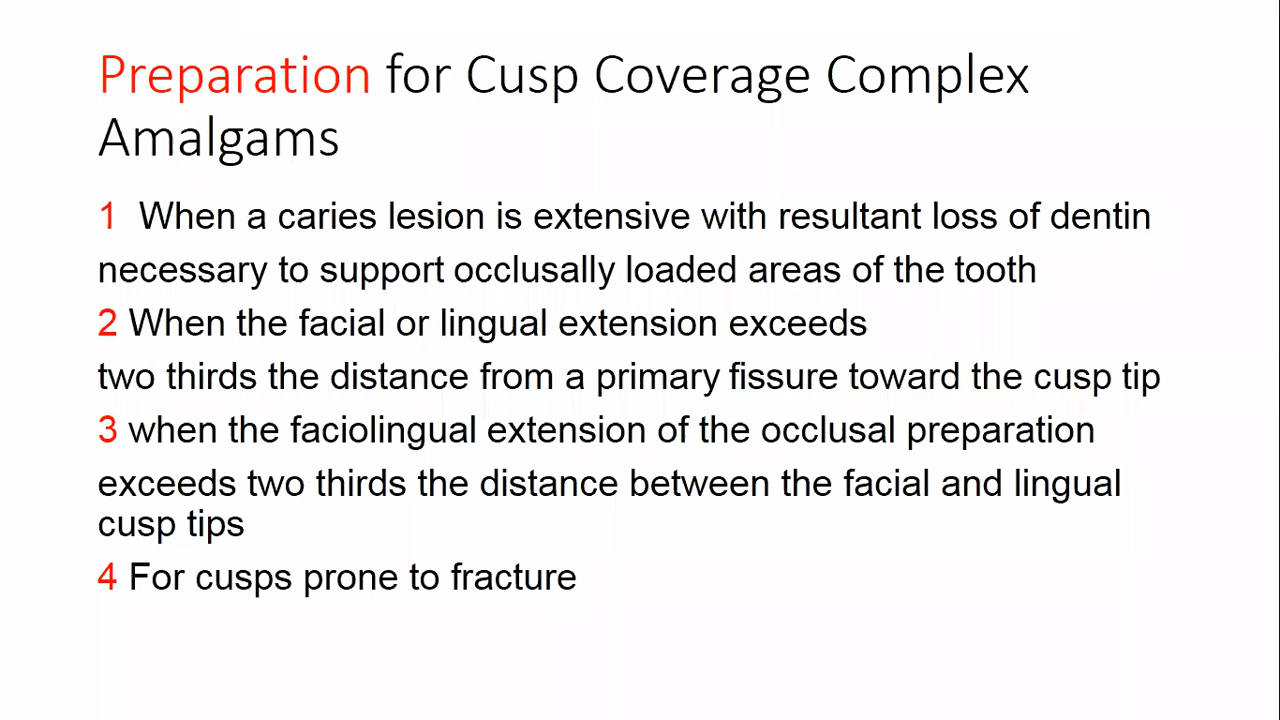 Preparation for Cusp Coverage Complex
Amalgams
1 When a caries lesion is extensive with resultant loss of dentin
necessary to support occlusally loaded areas of the tooth
2 When the facial or lingual extension exceeds
two thirds the distance from a primary fissure toward the cusp tip
3 when the faciolingual extension of the occlusal preparation
exceeds two thirds the distance between the facial and lingual
cusp tips
4 For cusps prone to fracture